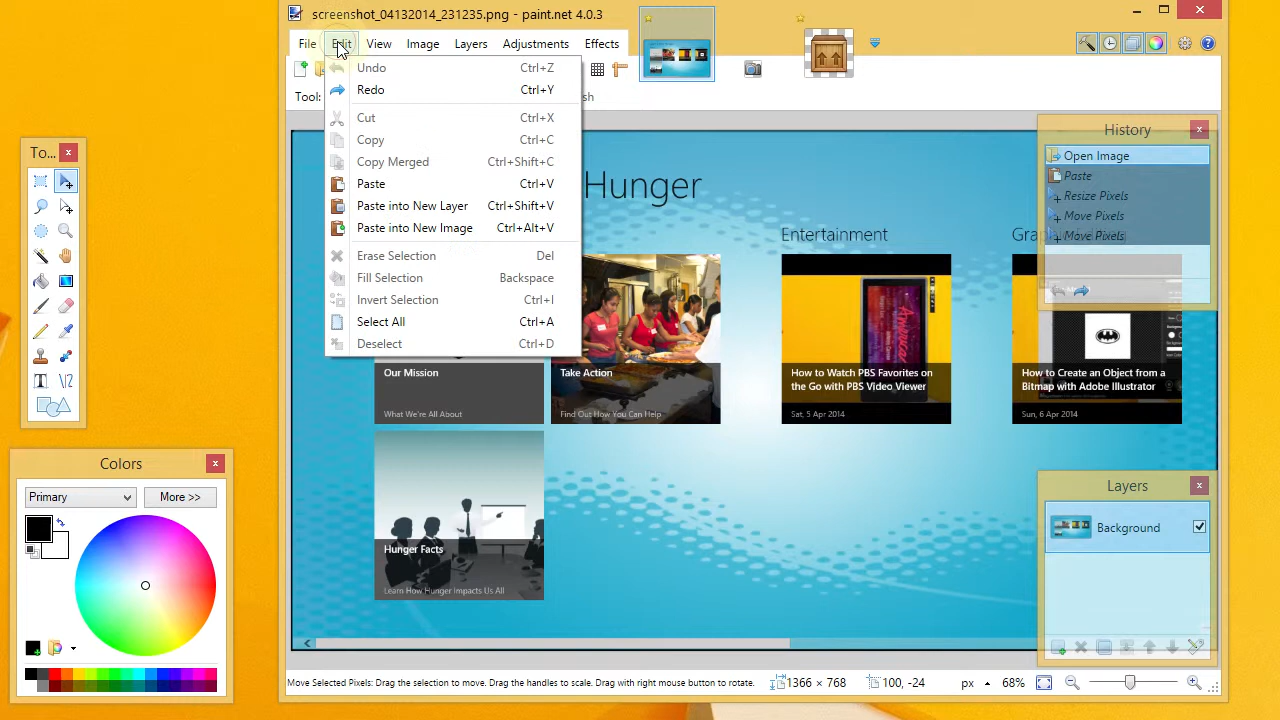 screenshot_04132014_231235.png - paint.net 4.0.3
File Edit View Image Layers Adjustments Effects
Tool:
Undo Ctrl+Z
Redo Ctrl+Y
Cut Ctrl+X
Copy Ctrl+C
Copy Merged Ctrl+Shift+C
Paste Ctrl+V
Paste into New Layer Ctrl+Shift+V
Paste into New Image Ctrl+Alt+V
Erase Selection Del
Fill Selection Backspace
Invert Selection Ctrl+I
Select All Ctrl+A
Deselect Ctrl+D
To...
Hunger
Entertainment
Our Mission
What We're All About
Take Action
Find Out How You Can Help
How to Watch PBS Favorites on
the Go with PBS Video Viewer
Sat, 5 Apr 2014
How to Create an Object from a
Bitmap with Adobe Illustrator
Sun, 6 Apr 2014
Hunger Facts
Learn How Hunger Impacts Us All
History
Open Image
Paste
Resize Pixels
Move Pixels
Move Pixels
Colors
Primary
More >>
Layers
Background
Move Selected Pixels: Drag the selection to move. Drag the handles to scale. Drag with right mouse button to rotate.
1366 × 768
100, -24
px
68%